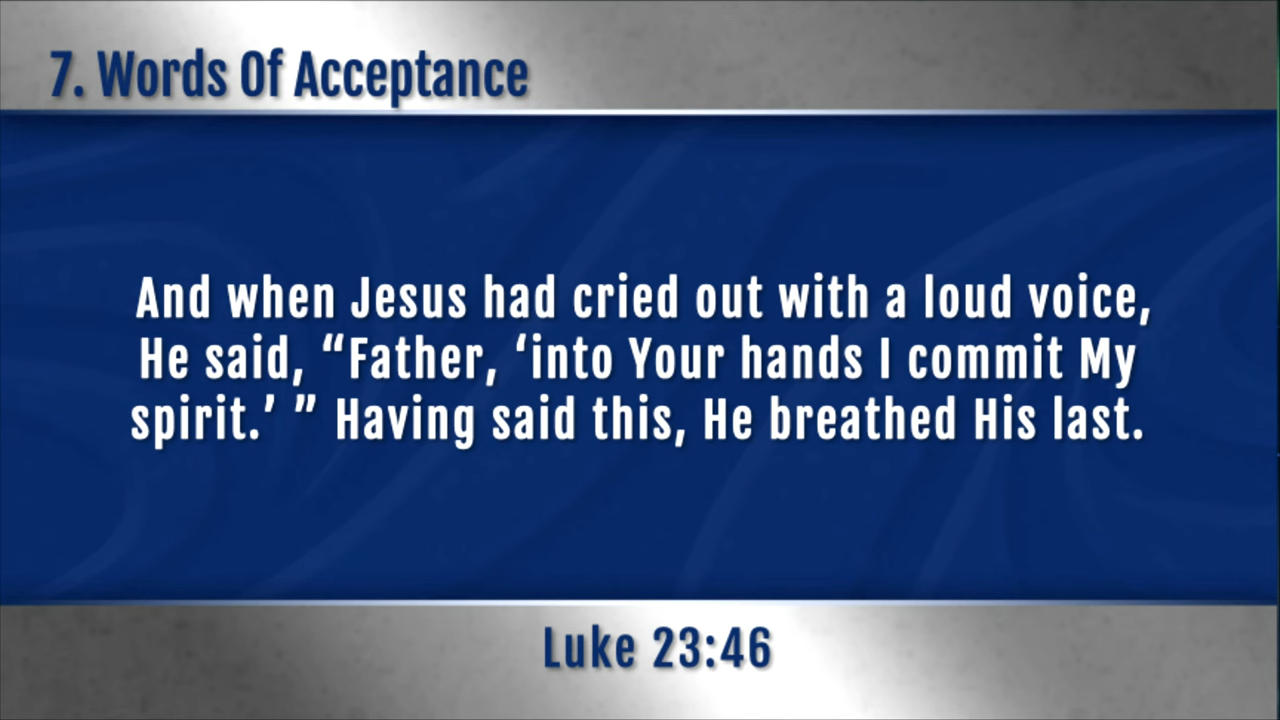 7. Words Of Acceptance
And when Jesus had cried out with a loud voice,
He said, “Father, ‘into Your hands I commit My
spirit.’ ” Having said this, He breathed His last.
Luke 23:46